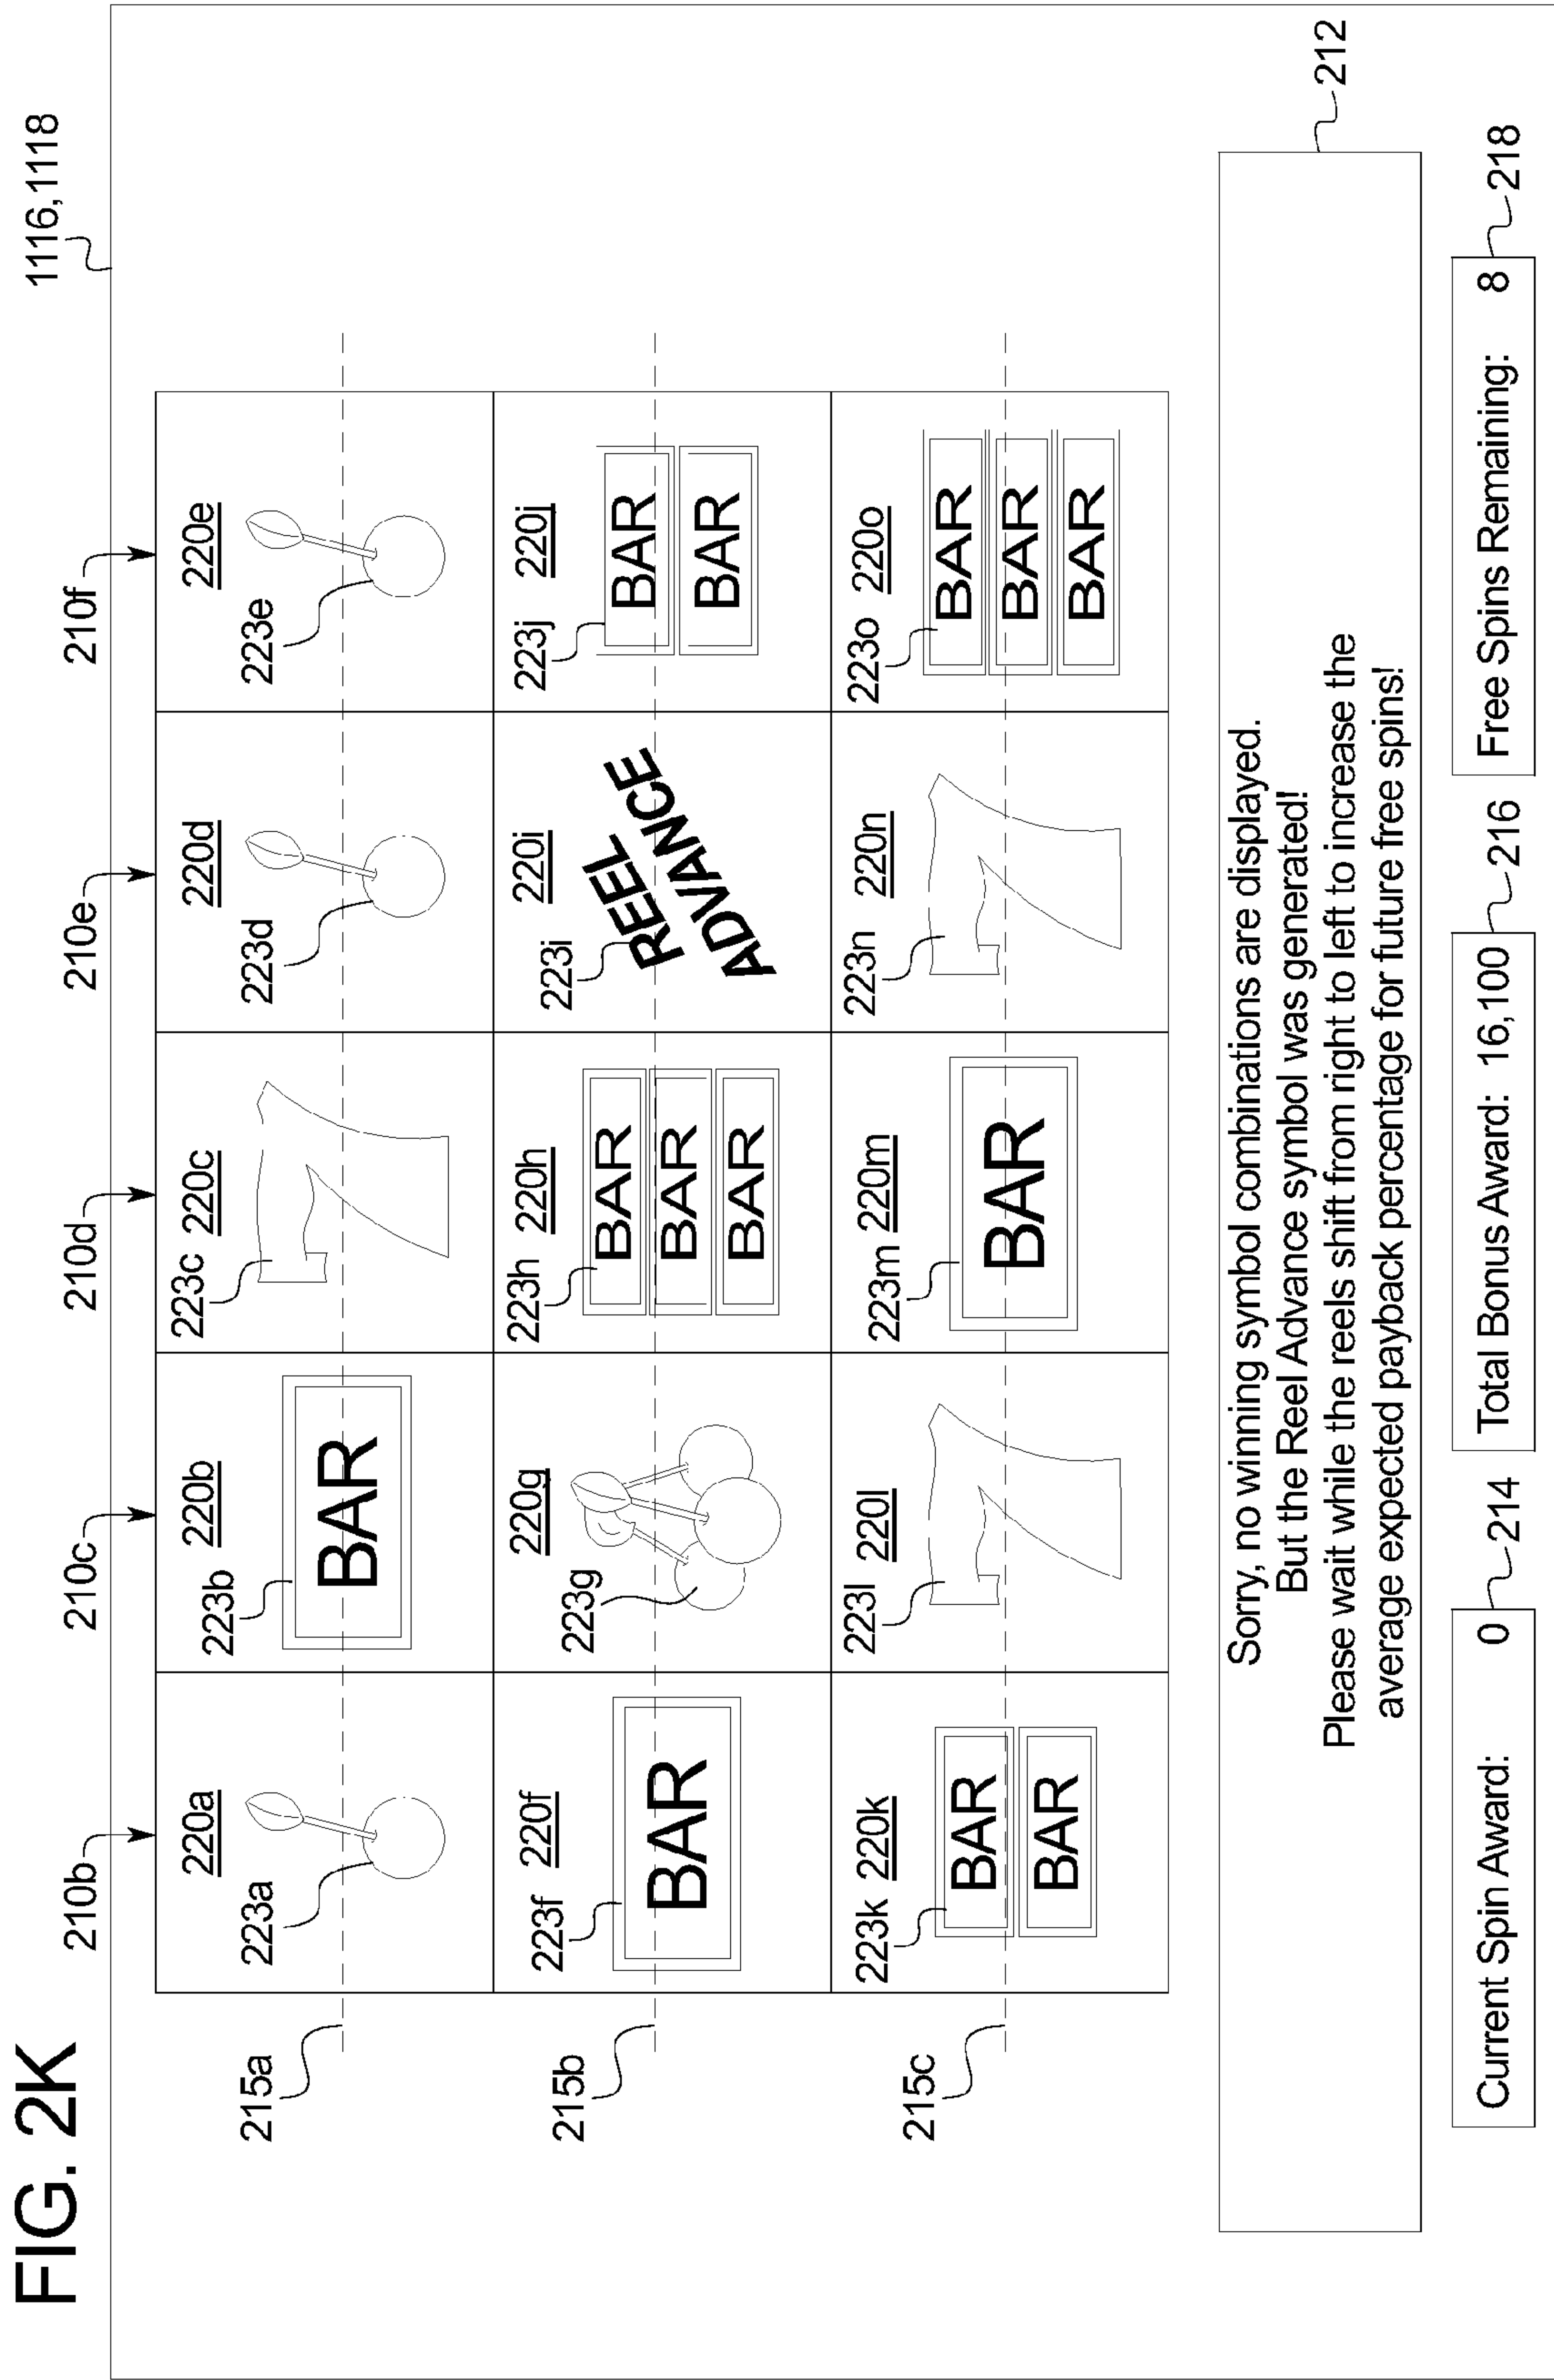 FIG. 2K
1116,1118
210b 210c 210d 210e 210f
220a 220b 220c 220d 220e
223a 223b 223c 223d 223e
215a
BAR
220f 220g 220h 220i 220j
223f 223g 223h 223i 223j
215b
BAR
BAR
BAR
BAR
REEL
ADVANCE
BAR
BAR
220k 220l 220m 220n 220o
223k 223l 223m 223n 223o
215c
BAR
BAR
BAR
BAR
BAR
BAR
Sorry, no winning symbol combinations are displayed.
But the Reel Advance symbol was generated!
Please wait while the reels shift from right to left to increase the
average expected payback percentage for future free spins!
212
Current Spin Award: 0
214
Total Bonus Award: 16,100
216
Free Spins Remaining: 8
218